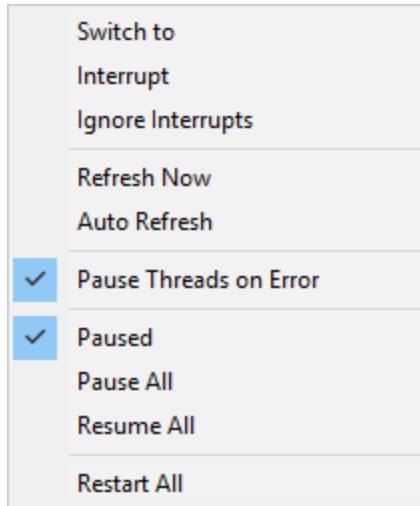 Switch to
Interrupt
Ignore Interrupts
Refresh Now
Auto Refresh
Pause Threads on Error
Paused
Pause All
Resume All
Restart All